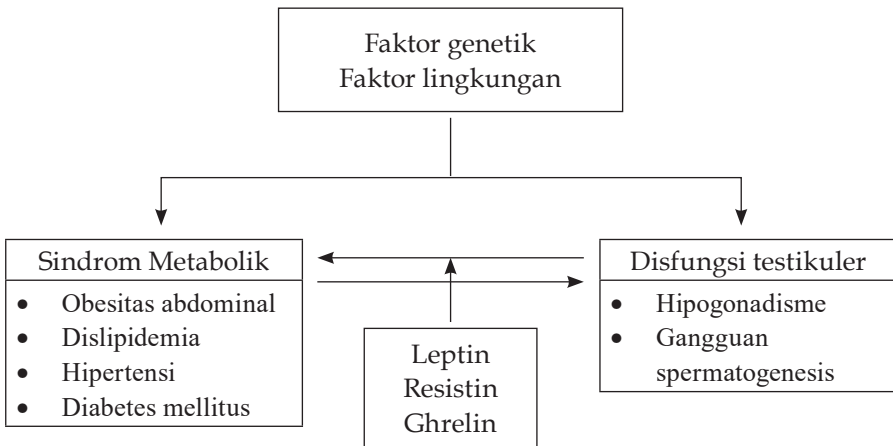 Faktor genetik
Faktor lingkungan
Sindrom Metabolik
• Obesitas abdominal
• Dislipidemia
• Hipertensi
• Diabetes mellitus
Leptin
Resistin
Ghrelin
Disfungsi testikuler
• Hipogonadisme
• Gangguan
spermatogenesis